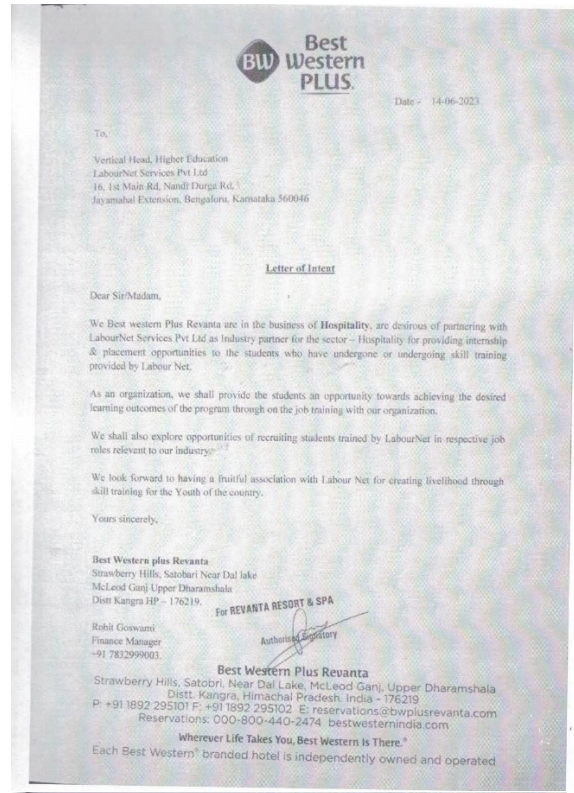 BW
Best
Western
PLUS.
Date - 14-06-2023
To,
Vertical Head, Higher Education
LabourNet Services Pvt Ltd
16, 1st Main Rd, Nandi Durga Rd,
Jayamahal Extension, Bengaluru, Karnataka 560046
Letter of Intent
Dear Sir/Madam,
We Best western Plus Revanta are in the business of Hospitality, are desirous of partnering with
LabourNet Services Pvt Ltd as Industry partner for the sector – Hospitality for providing internship
& placement opportunities to the students who have undergone or undergoing skill training
provided by Labour Net.
As an organization, we shall provide the students an opportunity towards achieving the desired
learning outcomes of the program through on the job training with our organization.
We shall also explore opportunities of recruiting students trained by LabourNet in respective job
roles relevant to our industry.
We look forward to having a fruitful association with Labour Net for creating livelihood through
skill training for the Youth of the country.
Yours sincerely,
Best Western plus Revanta
Strawberry Hills, Satobari Near Dal lake
McLeod Ganj Upper Dharamshala
Distt Kangra HP – 176219.
For REVANTA RESORT & SPA
Rohit Goswami
Finance Manager
+91 7832999003.
Authorised Signatory
Best Western Plus Revanta
Strawberry Hills, Satobri, Near Dal Lake, McLeod Ganj, Upper Dharamshala
Distt. Kangra, Himachal Pradesh. India - 176219
P: +91 1892 295101 F: +91 1892 295102 E: reservations@bwplusrevanta.com
Reservations: 000-800-440-2474 bestwesternindia.com
Wherever Life Takes You, Best Western Is There.®
Each Best Western® branded hotel is independently owned and operated